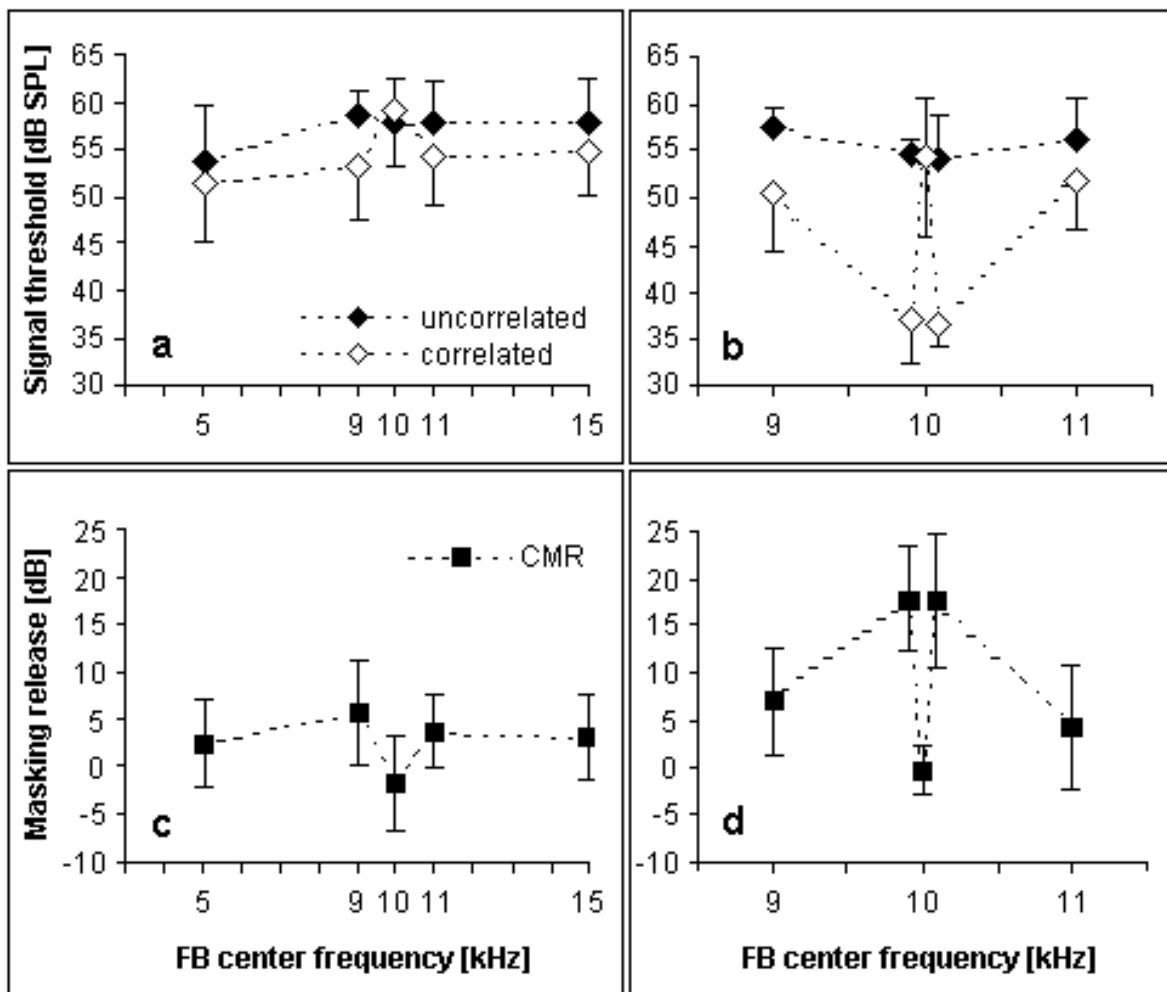 Signal threshold [dB SPL]
65
60
55
50
45
40
35
30
a
uncorrelated
correlated
5 9 10 11 15
65
60
55
50
45
40
35
30
b
9 10 11
Masking release [dB]
25
20
15
10
5
0
-5
-10
c
CMR
5 9 10 11 15
FB center frequency [kHz]
25
20
15
10
5
0
-5
-10
d
9 10 11
FB center frequency [kHz]